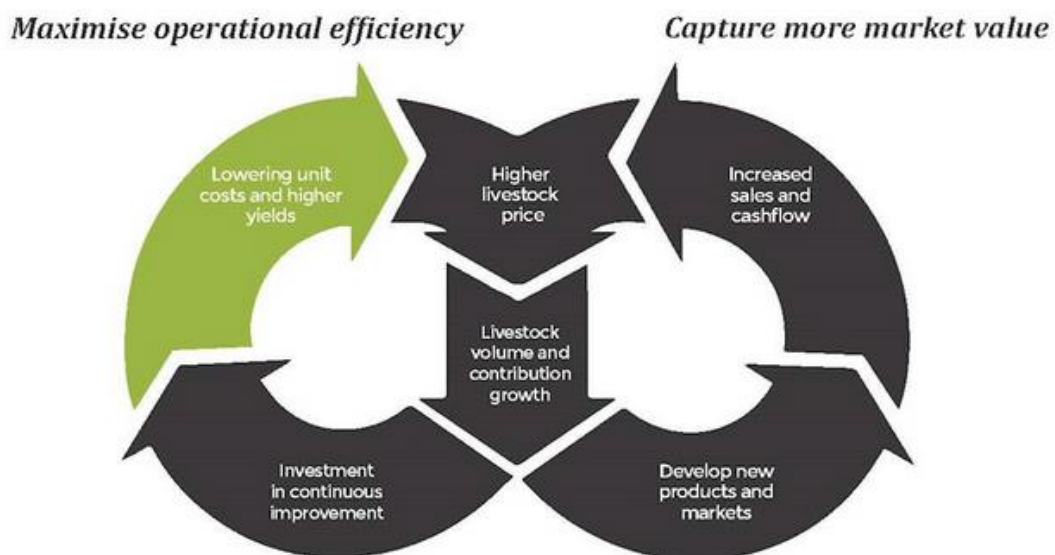 Maximise operational efficiency
Capture more market value
Lowering unit
costs and higher
yields
Higher
livestock
price
Increased
sales and
cashflow
Livestock
volume and
contribution
growth
Investment
in continuous
improvement
Develop new
products and
markets